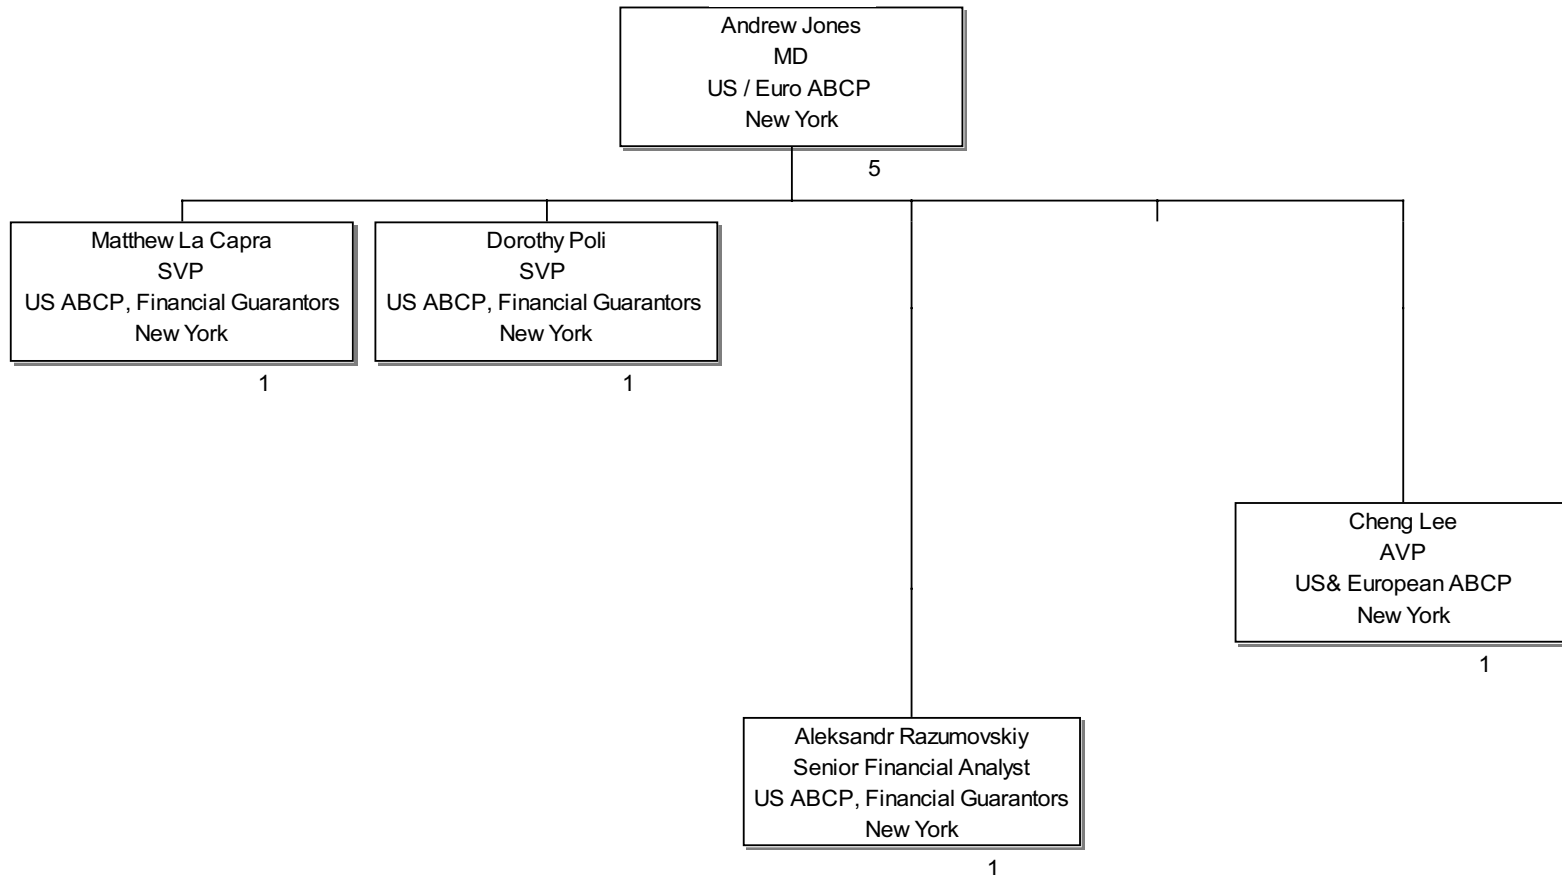 Andrew Jones
MD
US / Euro ABCP
New York
5
Matthew La Capra
SVP
US ABCP, Financial Guarantors
New York
1
Dorothy Poli
SVP
US ABCP, Financial Guarantors
New York
1
Cheng Lee
AVP
US& European ABCP
New York
1
Aleksandr Razumovskiy
Senior Financial Analyst
US ABCP, Financial Guarantors
New York
1